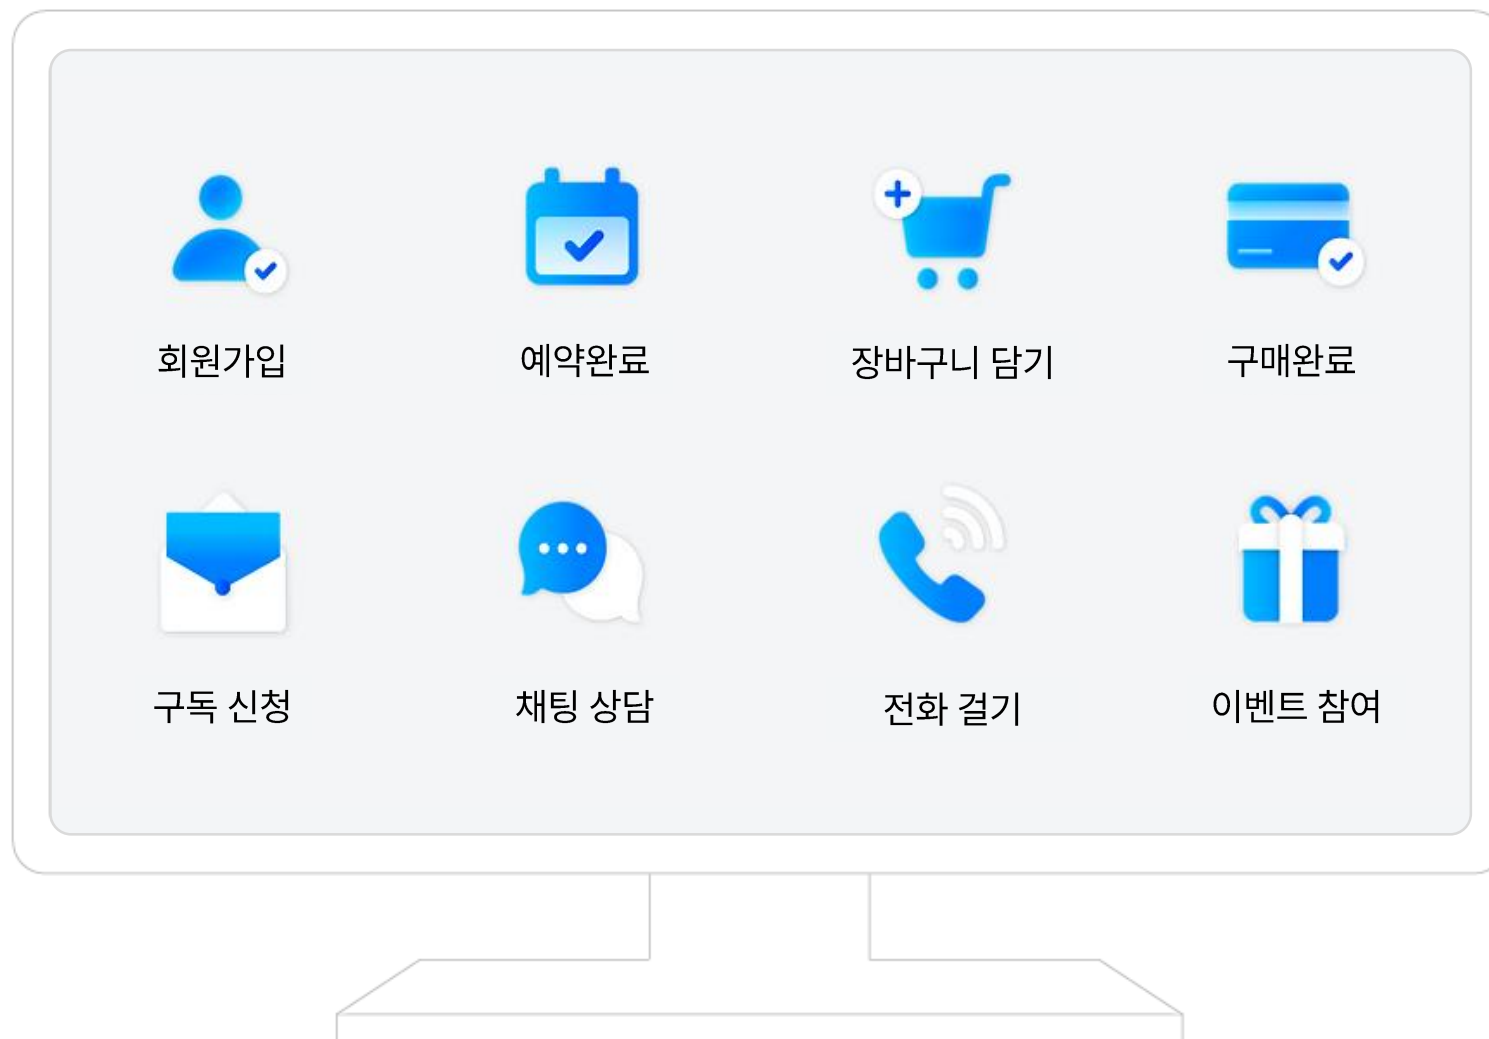 회원가입
예약완료
장바구니 담기
구매완료
구독 신청
채팅 상담
전화 걸기
이벤트 참여